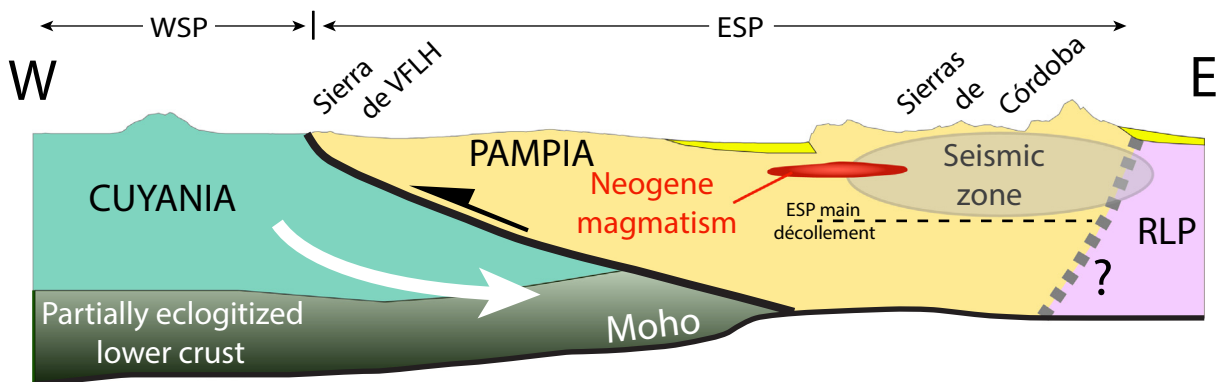 WSP
ESP
W
Sierra
de VFLH
Sierras
de
Córdoba
E
PAMPIA
Seismic
zone
CUYANIA
Neogene
magmatism
ESP main
décollement
RLP
?
Partially eclogitized
lower crust
Moho